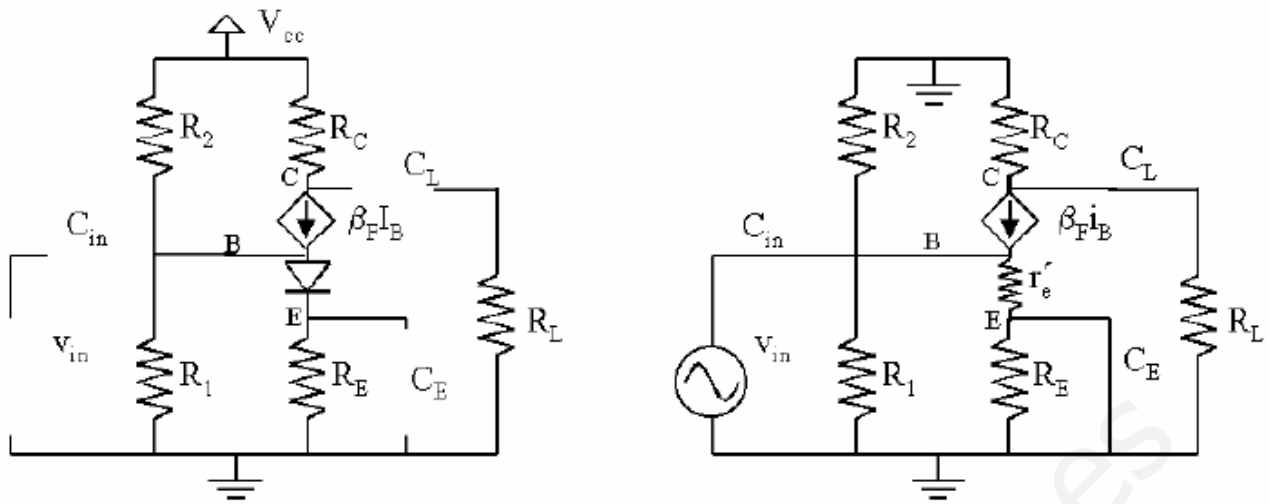 V_cc
R_2
R_C
C
C_L
β_F I_B
C_in
B
E
v_in
R_1
R_E
C_E
R_L
R_2
R_C
C
C_L
β_F i_B
C_in
B
r'_e
E
v_in
R_1
R_E
C_E
R_L
es